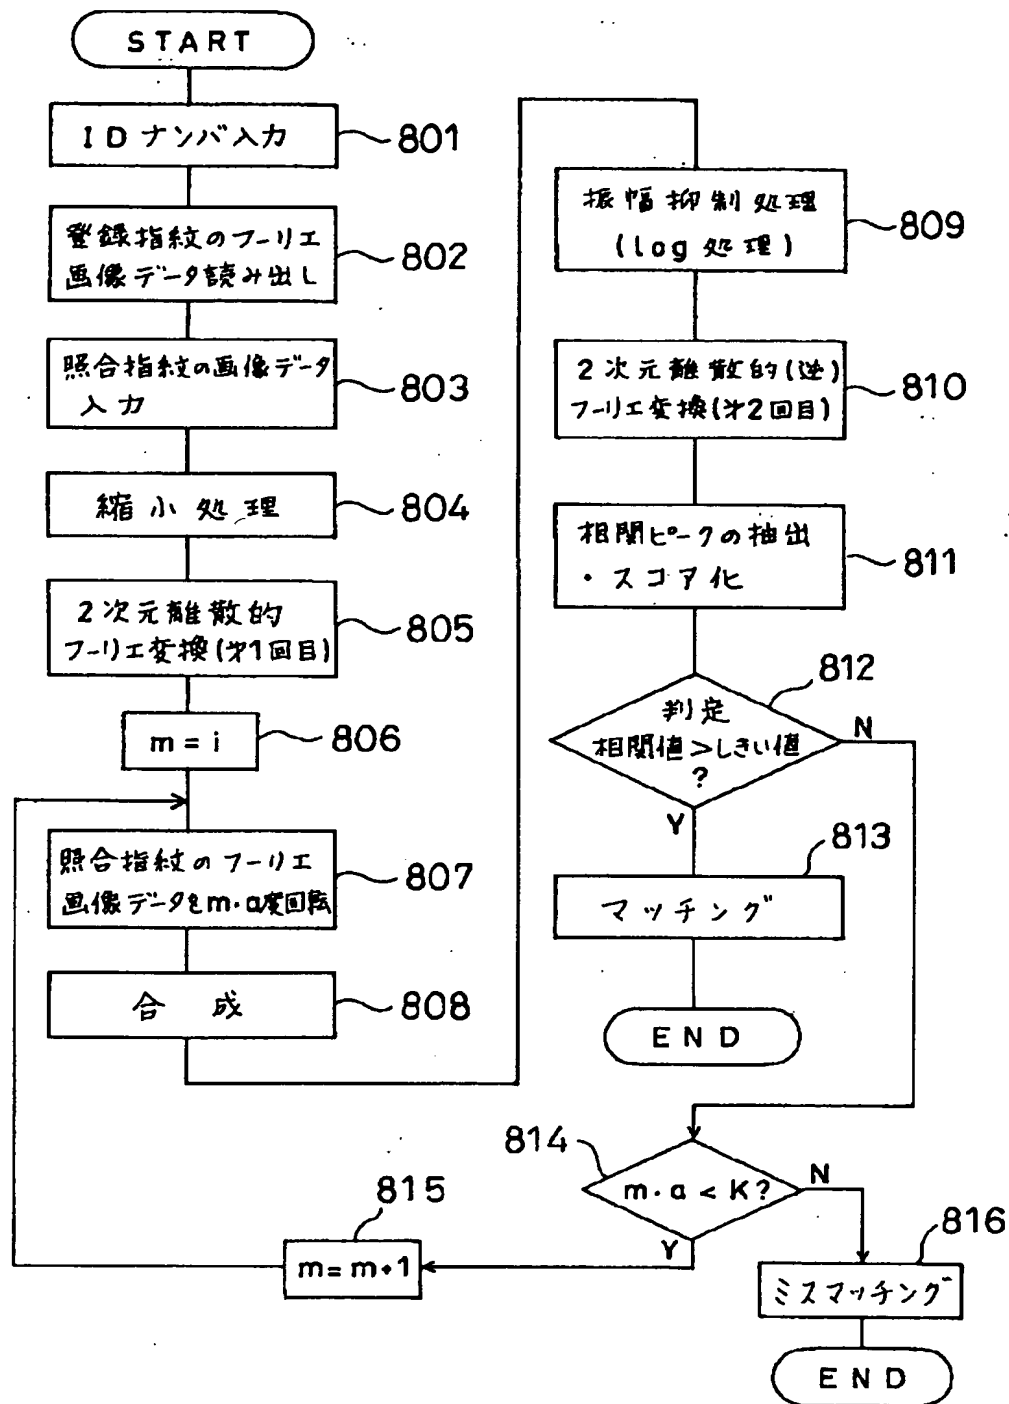 START
IDナンバ入力
801
登録指紋のフーリエ
画像データ読み出し
802
照合指紋の画像データ
入力
803
縮小処理
804
2次元離散的
フーリエ変換(第1回目)
805
m = i
806
照合指紋のフーリエ
画像データをm・a度回転
807
合成
808
振幅抑制処理
(log 処理)
809
2次元離散的(逆)
フーリエ変換(第2回目)
810
相関ピークの抽出
・スコア化
811
812
判定
相関値>しきい値
?
N
Y
813
マッチング
END
814
m・a < K?
N
Y
815
m = m+1
816
ミスマッチング
END